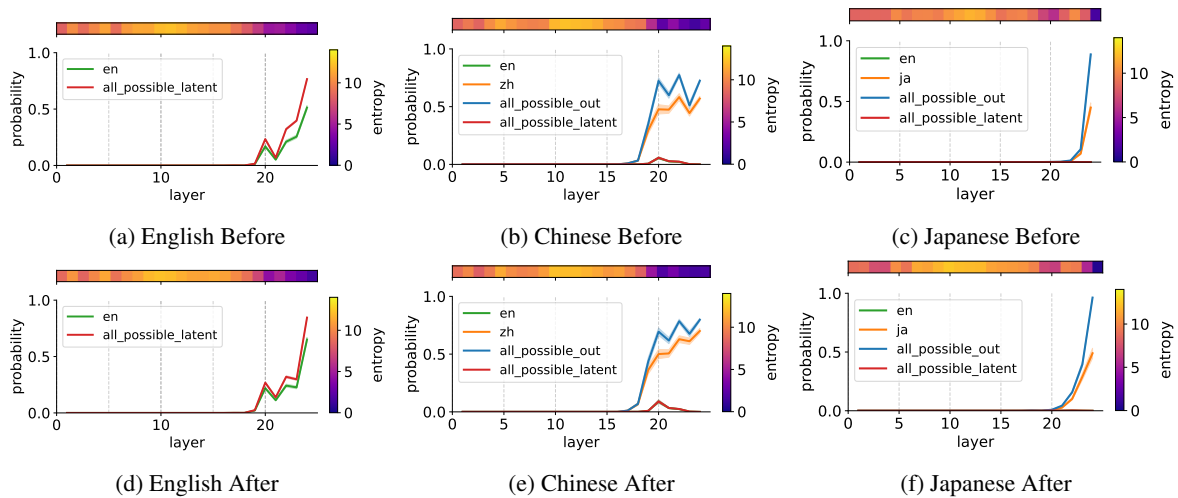 1.0
en
all_possible_latent
0.5
0.0
probability
0 10 20
layer
10
5
0
entropy
(a) English Before
1.0
en
zh
all_possible_out
all_possible_latent
0.5
0.0
probability
0 5 10 15 20
layer
10
5
0
entropy
(b) Chinese Before
1.0
en
ja
all_possible_out
all_possible_latent
0.5
0.0
probability
0 5 10 15 20
layer
10
5
0
entropy
(c) Japanese Before
1.0
en
all_possible_latent
0.5
0.0
probability
0 10 20
layer
10
5
0
entropy
(d) English After
1.0
en
zh
all_possible_out
all_possible_latent
0.5
0.0
probability
0 5 10 15 20
layer
10
5
0
entropy
(e) Chinese After
1.0
en
ja
all_possible_out
all_possible_latent
0.5
0.0
probability
0 5 10 15 20
layer
10
5
0
entropy
(f) Japanese After